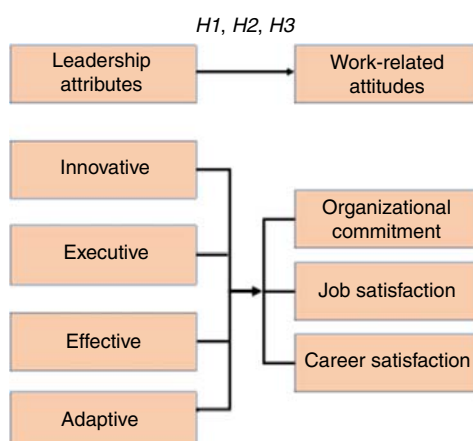 H1, H2, H3
Leadership
attributes
Work-related
attitudes
Innovative
Executive
Effective
Adaptive
Organizational
commitment
Job satisfaction
Career satisfaction